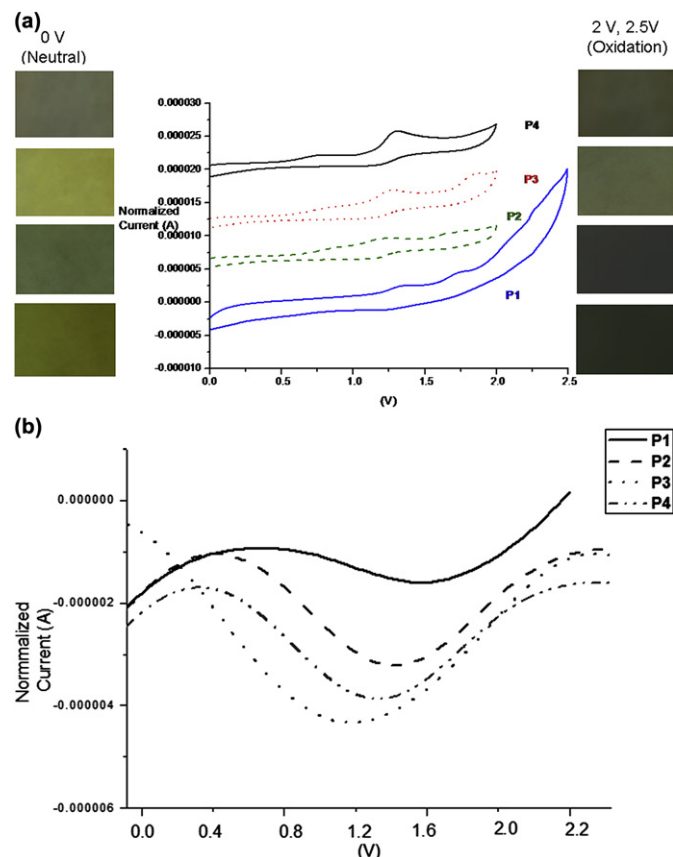 (a)
0 V
(Neutral)
2 V, 2.5V
(Oxidation)
0.000030
0.000025
0.000020
0.000015
0.000010
0.000005
0.000000
-0.000005
-0.000010
Normalized
Current (A)
P4
P3
P2
P1
0.0 0.5 1.0 1.5 2.0 2.5
(V)
(b)
P1
P2
P3
P4
0.000000
-0.000002
-0.000004
-0.000006
Normmalized
Current (A)
0.0 0.4 0.8 1.2 1.6 2.0 2.2
(V)